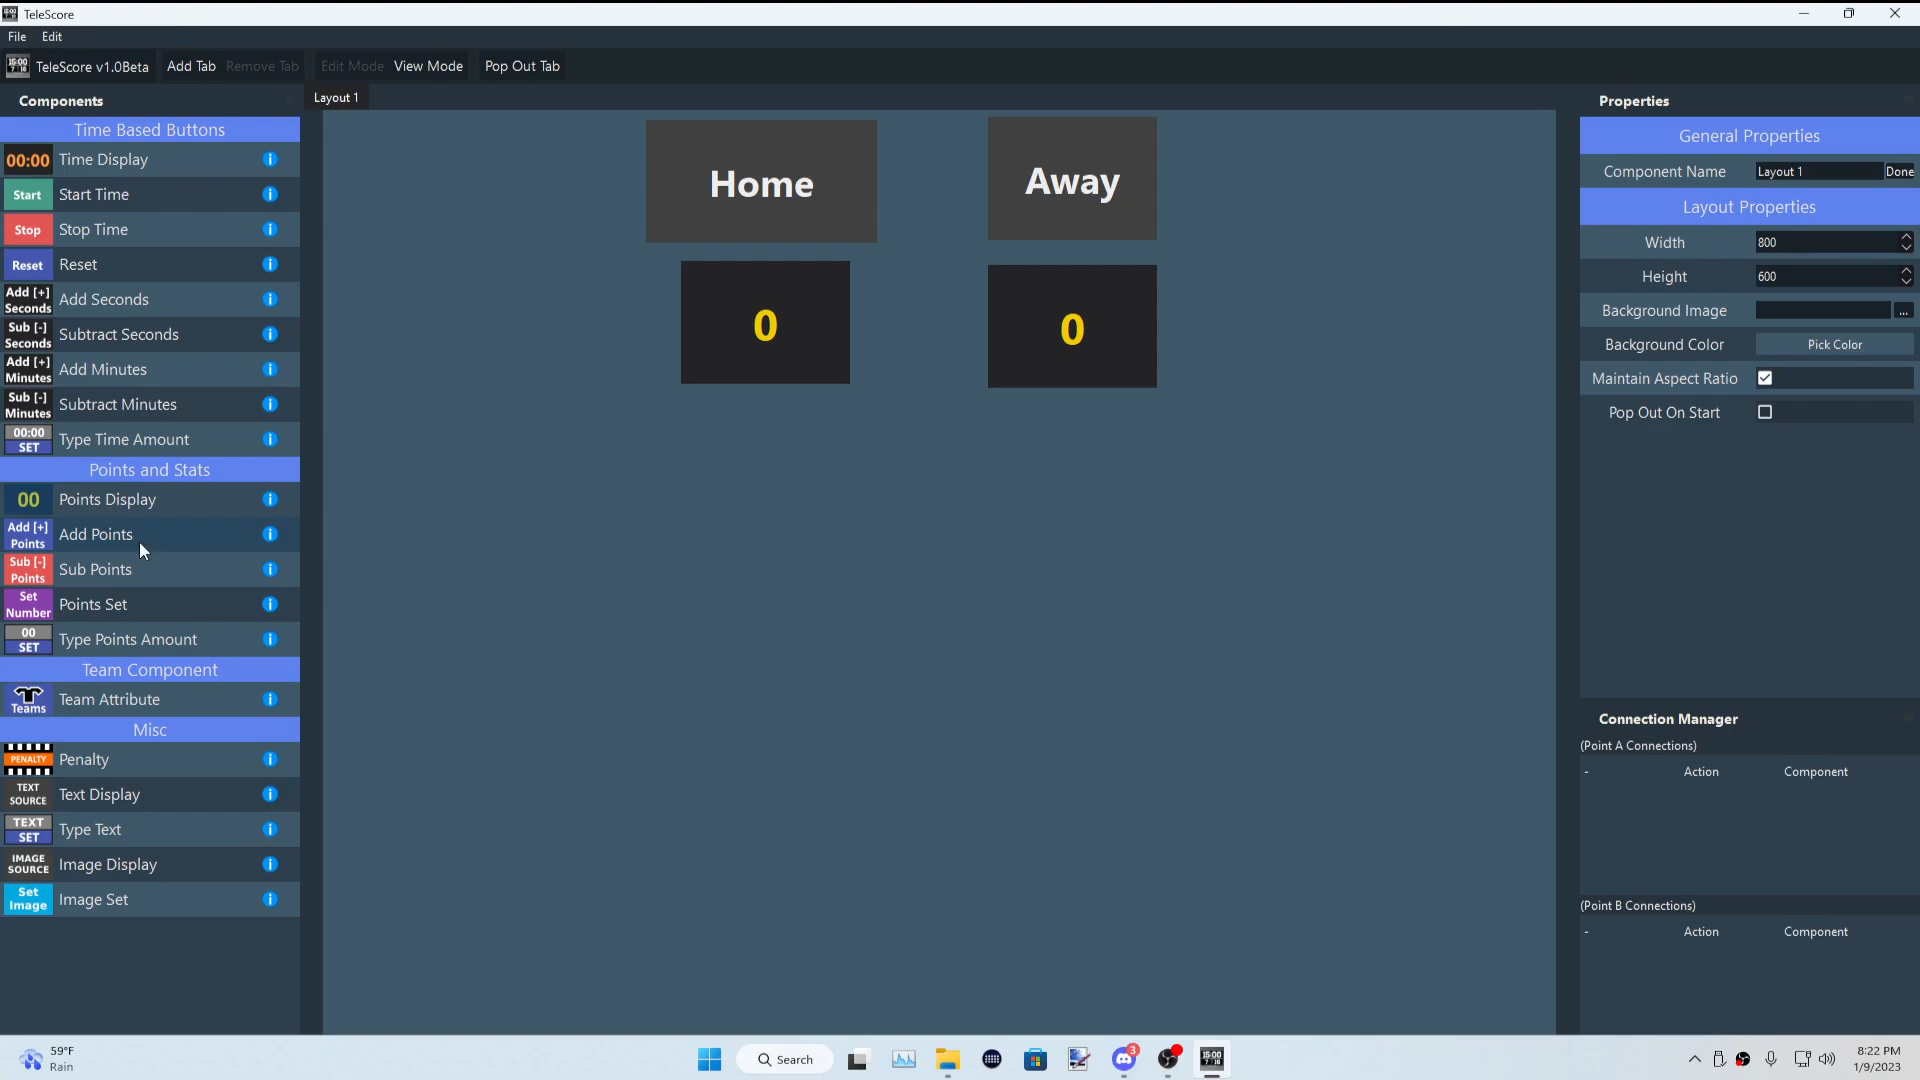 TeleScore
File Edit
TeleScore v1.0Beta Add Tab Remove Tab Edit Mode View Mode Pop Out Tab
Components
Time Based Buttons
00:00 Time Display
Start Start Time
Stop Stop Time
Reset Reset
Add [+] Seconds Add Seconds
Sub [-] Seconds Subtract Seconds
Add [+] Minutes Add Minutes
Sub [-] Minutes Subtract Minutes
00:00 SET Type Time Amount
Points and Stats
00 Points Display
Add [+] Points Add Points
Sub [-] Points Sub Points
Set Number Points Set
00 SET Type Points Amount
Team Component
Teams Team Attribute
Misc
PENALTY Penalty
TEXT SOURCE Text Display
TEXT SET Type Text
IMAGE SOURCE Image Display
Set Image Image Set
Layout 1
Home Away
0 0
Properties
General Properties
Component Name Layout 1 Done
Layout Properties
Width 800
Height 600
Background Image ...
Background Color Pick Color
Maintain Aspect Ratio
Pop Out On Start
Connection Manager
(Point A Connections)
- Action Component
(Point B Connections)
- Action Component
59°F
Rain
Search
3
15:00
8:22 PM
1/9/2023